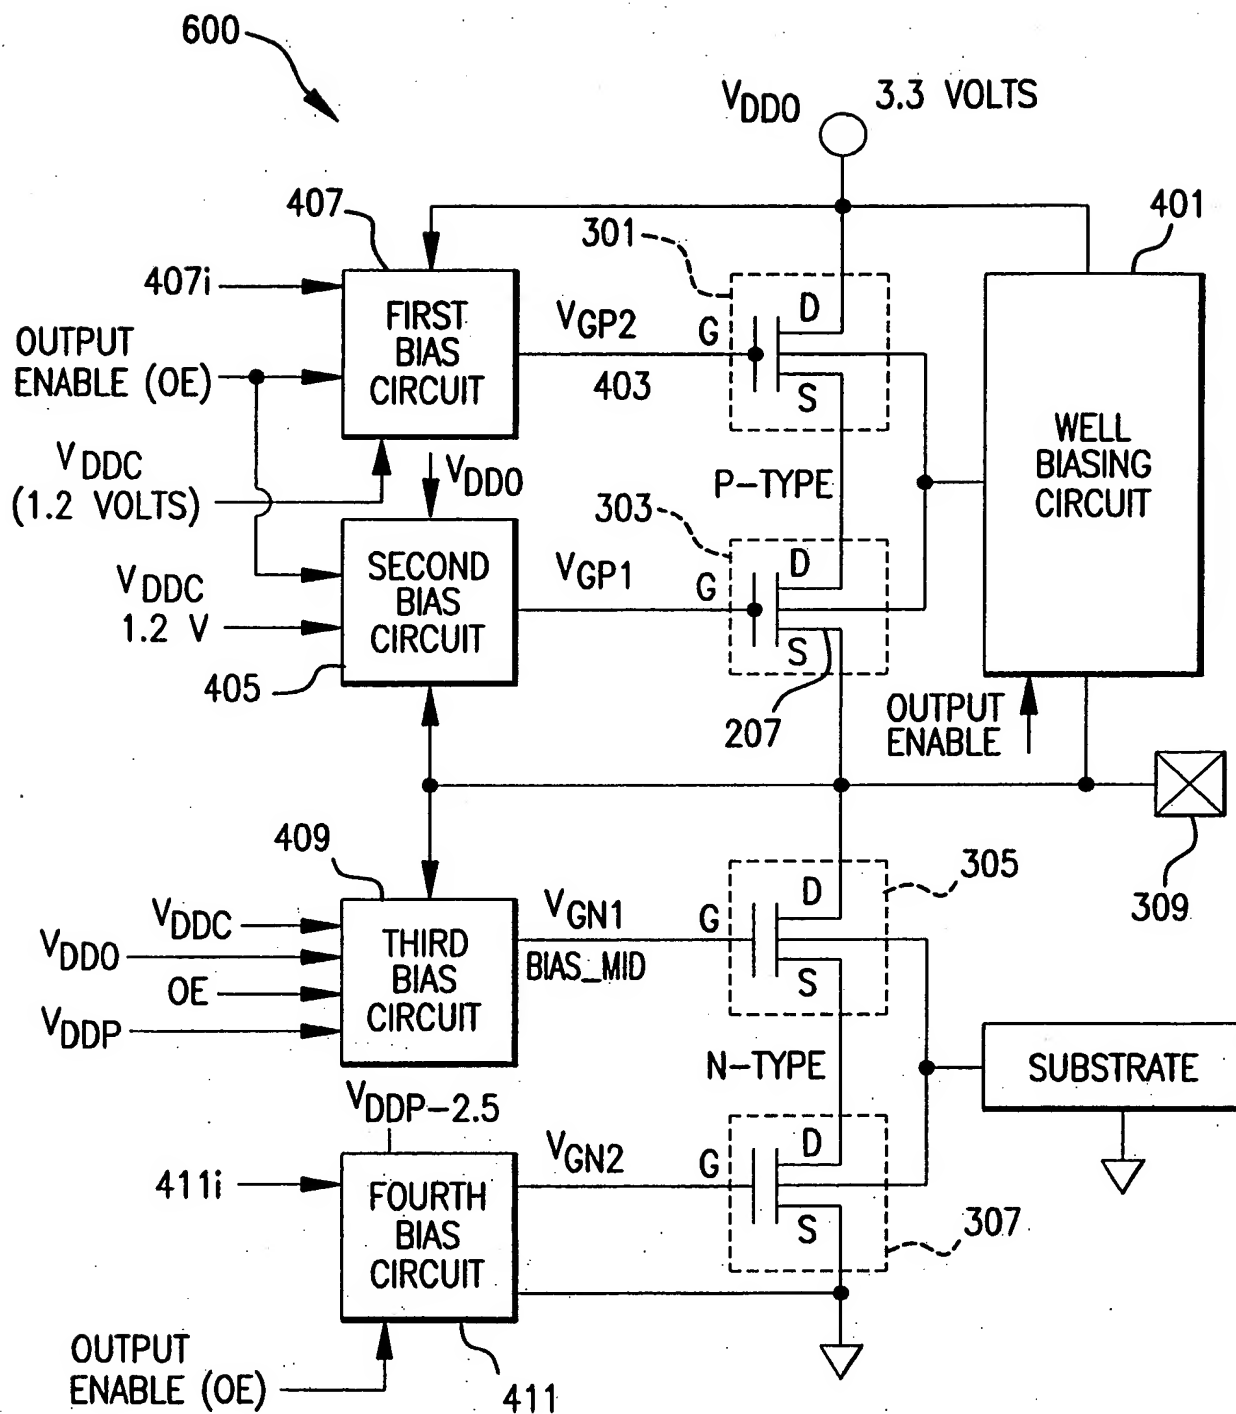 600
VDDO
3.3 VOLTS
407
301
401
407i
FIRST
BIAS
CIRCUIT
VGP2
403
G
D
S
OUTPUT
ENABLE (OE)
WELL
BIASING
CIRCUIT
VDDC
(1.2 VOLTS)
VDDO
P-TYPE
303
SECOND
BIAS
CIRCUIT
VGP1
G
D
S
VDDC
1.2 V
405
207
OUTPUT
ENABLE
409
305
309
VDDC
VDDO
OE
VDDP
THIRD
BIAS
CIRCUIT
VGN1
BIAS_MID
G
D
S
N-TYPE
SUBSTRATE
VDDP-2.5
411i
FOURTH
BIAS
CIRCUIT
VGN2
G
D
S
307
OUTPUT
ENABLE (OE)
411